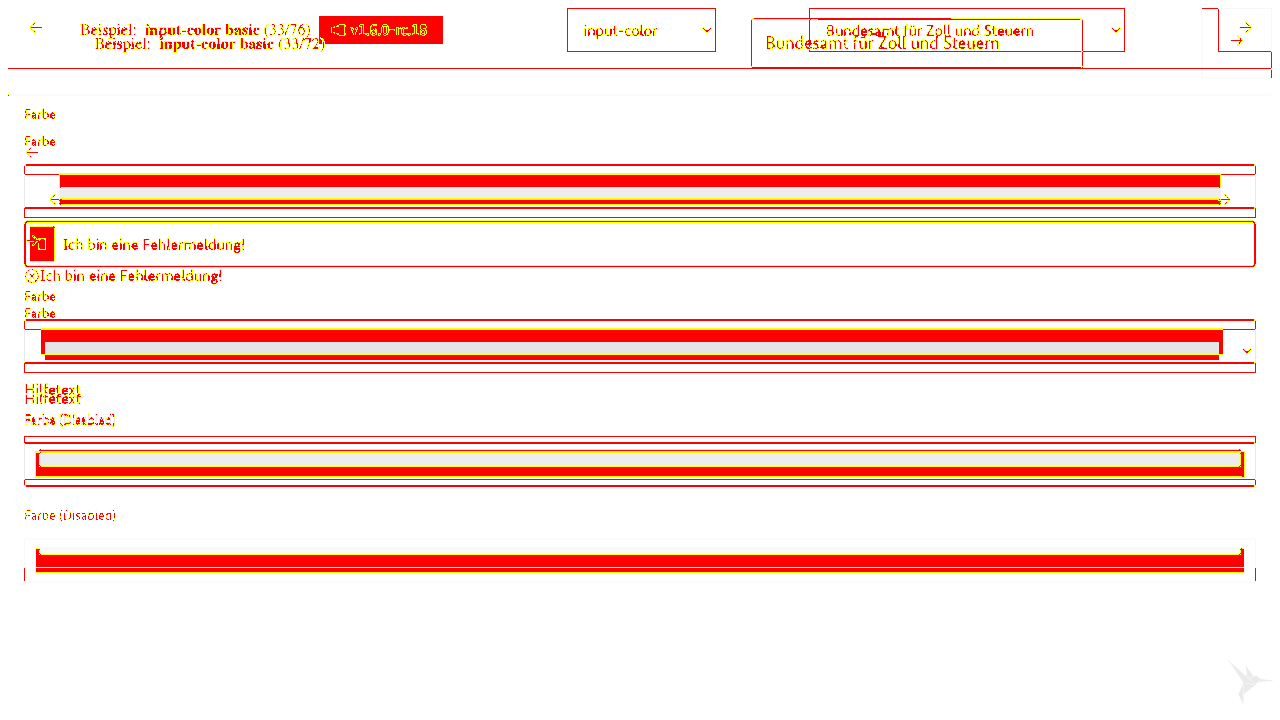 Beispiel: input-color basic (33/76) v1.6.0-rc.18 input-color Bundesamt für Zoll und Steuern
Beispiel: input-color basic (33/72) Bundesamt für Zoll und Steuern
Farbe
Farbe
Ich bin eine Fehlermeldung!
Ich bin eine Fehlermeldung!
Farbe
Farbe
Hilfetext
Hilfetext
Farbe (Disabled)
Farbe (Disabled)